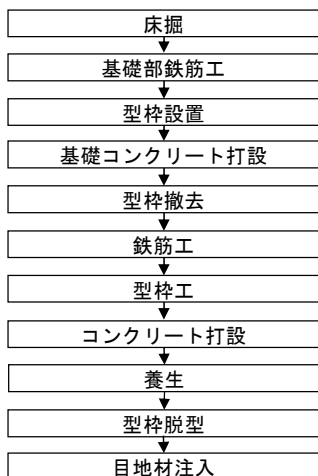 床掘
基礎部鉄筋工
型枠設置
基礎コンクリート打設
型枠撤去
鉄筋工
型枠工
コンクリート打設
養生
型枠脱型
目地材注入